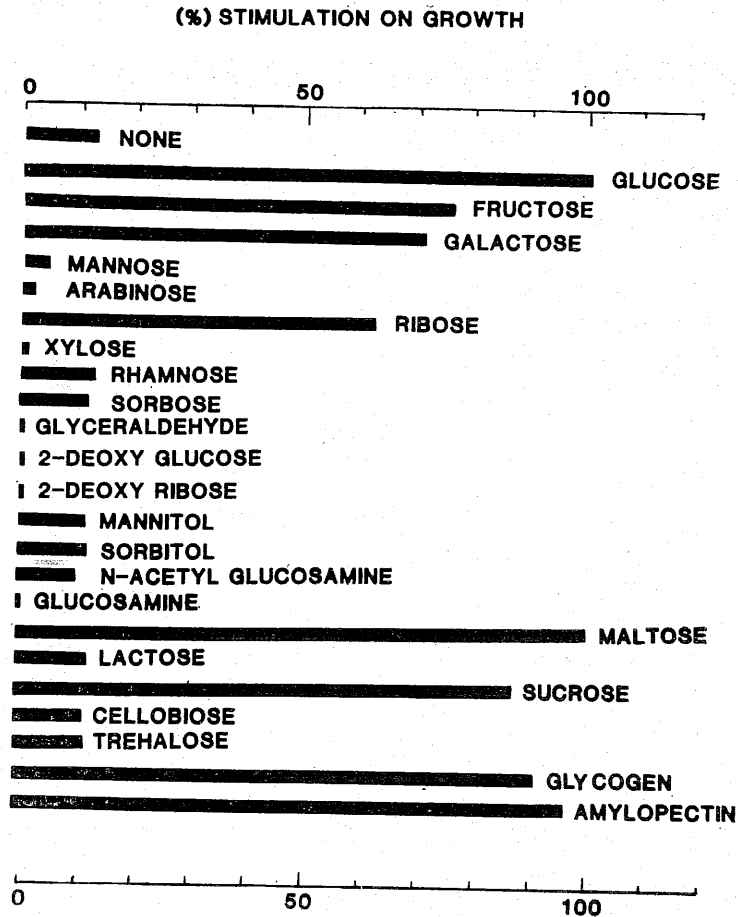 (%) STIMULATION ON GROWTH
0 50 100
NONE
GLUCOSE
FRUCTOSE
GALACTOSE
MANNOSE
ARABINOSE
RIBOSE
XYLOSE
RHAMNOSE
SORBOSE
GLYCERALDEHYDE
2-DEOXY GLUCOSE
2-DEOXY RIBOSE
MANNITOL
SORBITOL
N-ACETYL GLUCOSAMINE
GLUCOSAMINE
MALTOSE
LACTOSE
SUCROSE
CELLOBIOSE
TREHALOSE
GLYCOGEN
AMYLOPECTIN
0 50 100